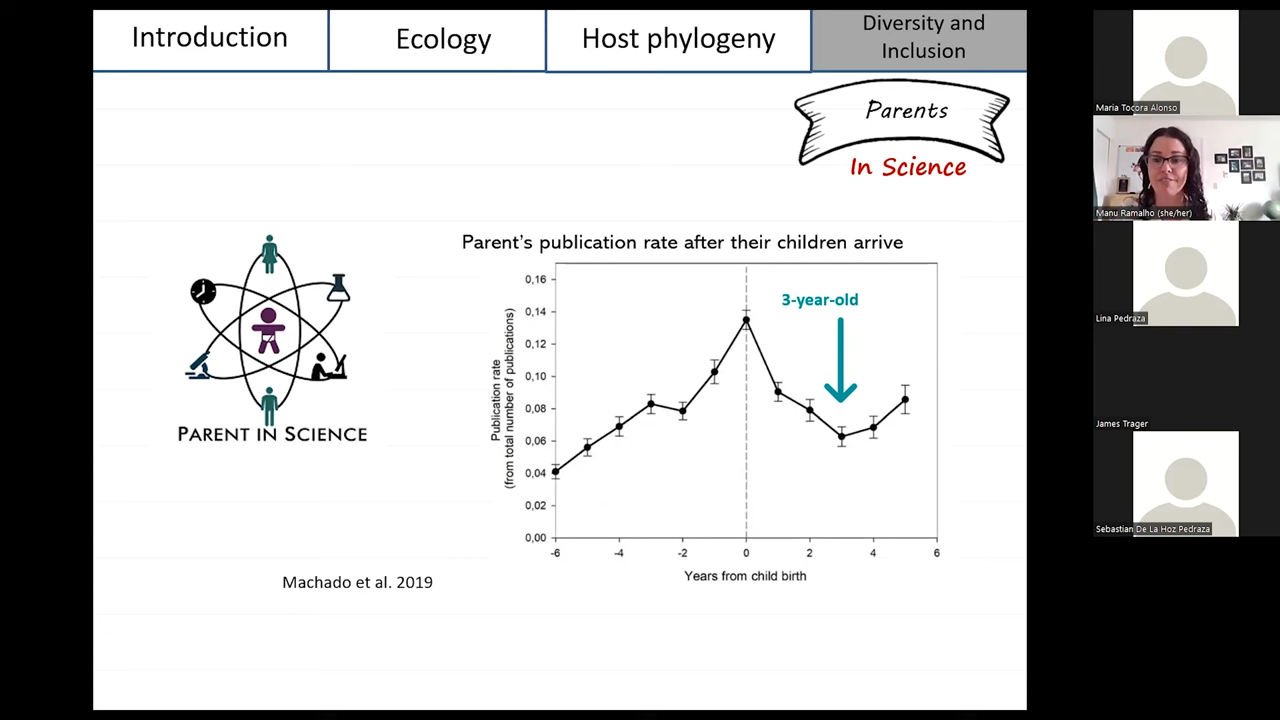 Introduction
Ecology
Host phylogeny
Diversity and
Inclusion
Parents
In Science
Parent's publication rate after their children arrive
3-year-old
Publication rate
(from total number of publications)
0,16
0,14
0,12
0,10
0,08
0,06
0,04
0,02
0,00
-6
-4
-2
0
2
4
6
Years from child birth
PARENT IN SCIENCE
Machado et al. 2019
Maria Tocora Alonso
Manu Ramalho (she/her)
Lina Pedraza
James Trager
Sebastian De La Hoz Pedraza